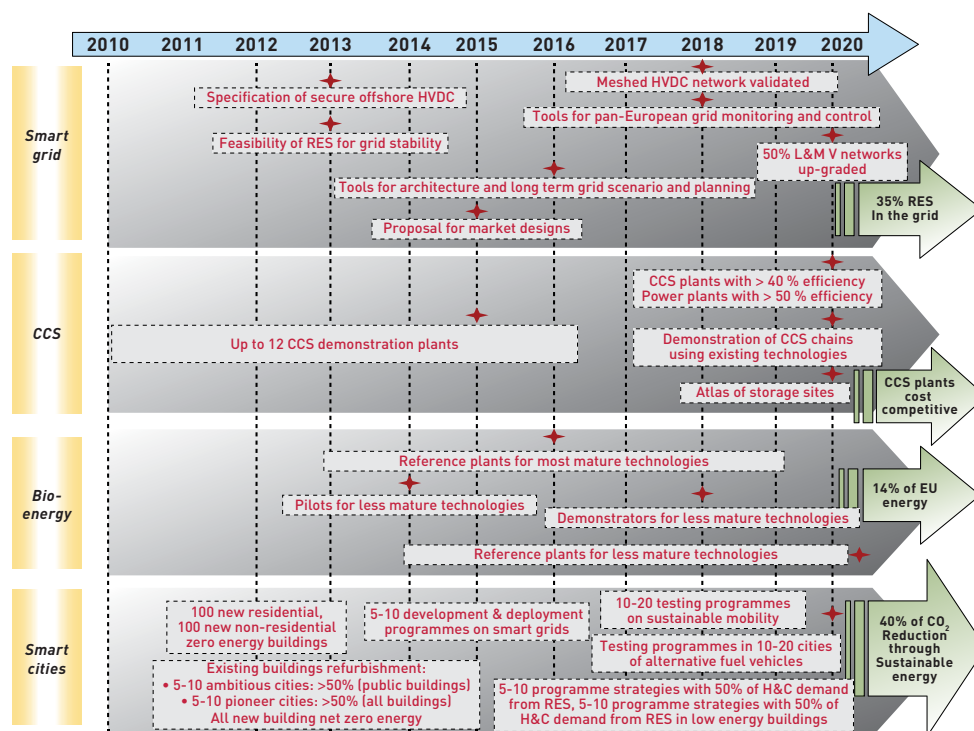 2010 2011 2012 2013 2014 2015 2016 2017 2018 2019 2020
Smart
grid
Specification of secure offshore HVDC
Feasibility of RES for grid stability
Meshed HVDC network validated
Tools for pan-European grid monitoring and control
50% L&M V networks
up-graded
Tools for architecture and long term grid scenario and planning
Proposal for market designs
35% RES
In the grid
CCS
CCS plants with > 40 % efficiency
Power plants with > 50 % efficiency
Up to 12 CCS demonstration plants
Demonstration of CCS chains
using existing technologies
Atlas of storage sites
CCS plants
cost
competitive
Bio-
energy
Reference plants for most mature technologies
Pilots for less mature technologies
Demonstrators for less mature technologies
Reference plants for less mature technologies
14% of EU
energy
Smart
cities
100 new residential,
100 new non-residential
zero energy buildings
5-10 development & deployment
programmes on smart grids
10-20 testing programmes
on sustainable mobility
Testing programmes in 10-20 cities
of alternative fuel vehicles
Existing buildings refurbishment:
• 5-10 ambitious cities: >50% (public buildings)
• 5-10 pioneer cities: >50% (all buildings)
All new building net zero energy
5-10 programme strategies with 50% of H&C demand
from RES, 5-10 programme strategies with 50% of
H&C demand from RES in low energy buildings
40% of CO₂
Reduction
through
Sustainable
energy